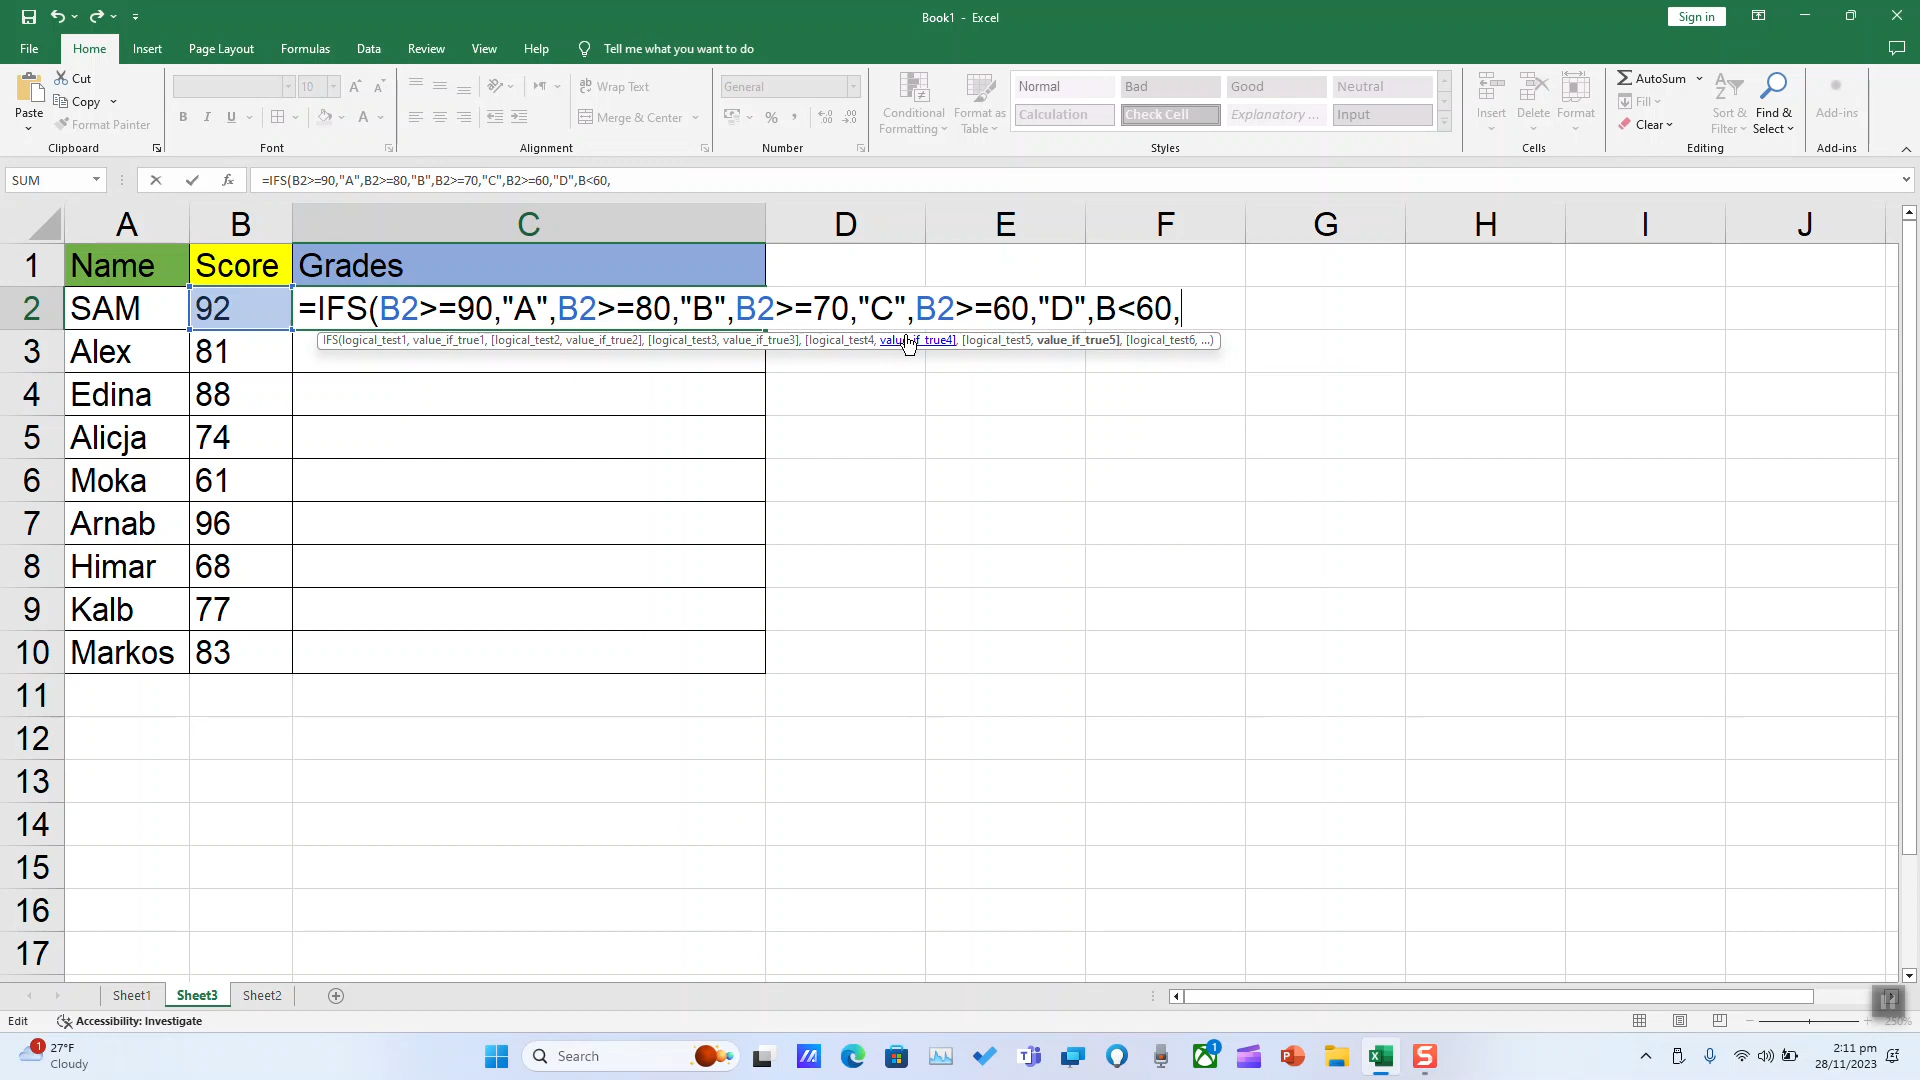 Book1 - Excel
Sign in
File Home Insert Page Layout Formulas Data Review View Help Tell me what you want to do
Paste
Cut
Copy
Format Painter
Clipboard
10
B I U
Font
Wrap Text
Merge & Center
Alignment
General
Number
Conditional Formatting
Format as Table
Normal Bad Good Neutral
Calculation Check Cell Explanatory ... Input
Styles
Insert Delete Format
Cells
AutoSum
Fill
Clear
Sort & Filter
Find & Select
Editing
Add-ins
Add-ins
SUM
=IFS(B2>=90,"A",B2>=80,"B",B2>=70,"C",B2>=60,"D",B<60,
A B C D E F G H I J
1 Name Score Grades
2 SAM 92 =IFS(B2>=90,"A",B2>=80,"B",B2>=70,"C",B2>=60,"D",B<60,
IFS(logical_test1, value_if_true1, [logical_test2, value_if_true2], [logical_test3, value_if_true3], [logical_test4, value_if_true4], [logical_test5, value_if_true5], [logical_test6, ...)
3 Alex 81
4 Edina 88
5 Alicja 74
6 Moka 61
7 Arnab 96
8 Himar 68
9 Kalb 77
10 Markos 83
11
12
13
14
15
16
17
Sheet1 Sheet3 Sheet2
Edit Accessibility: Investigate
250%
1
27°F
Cloudy
Search
1
2:11 pm
28/11/2023